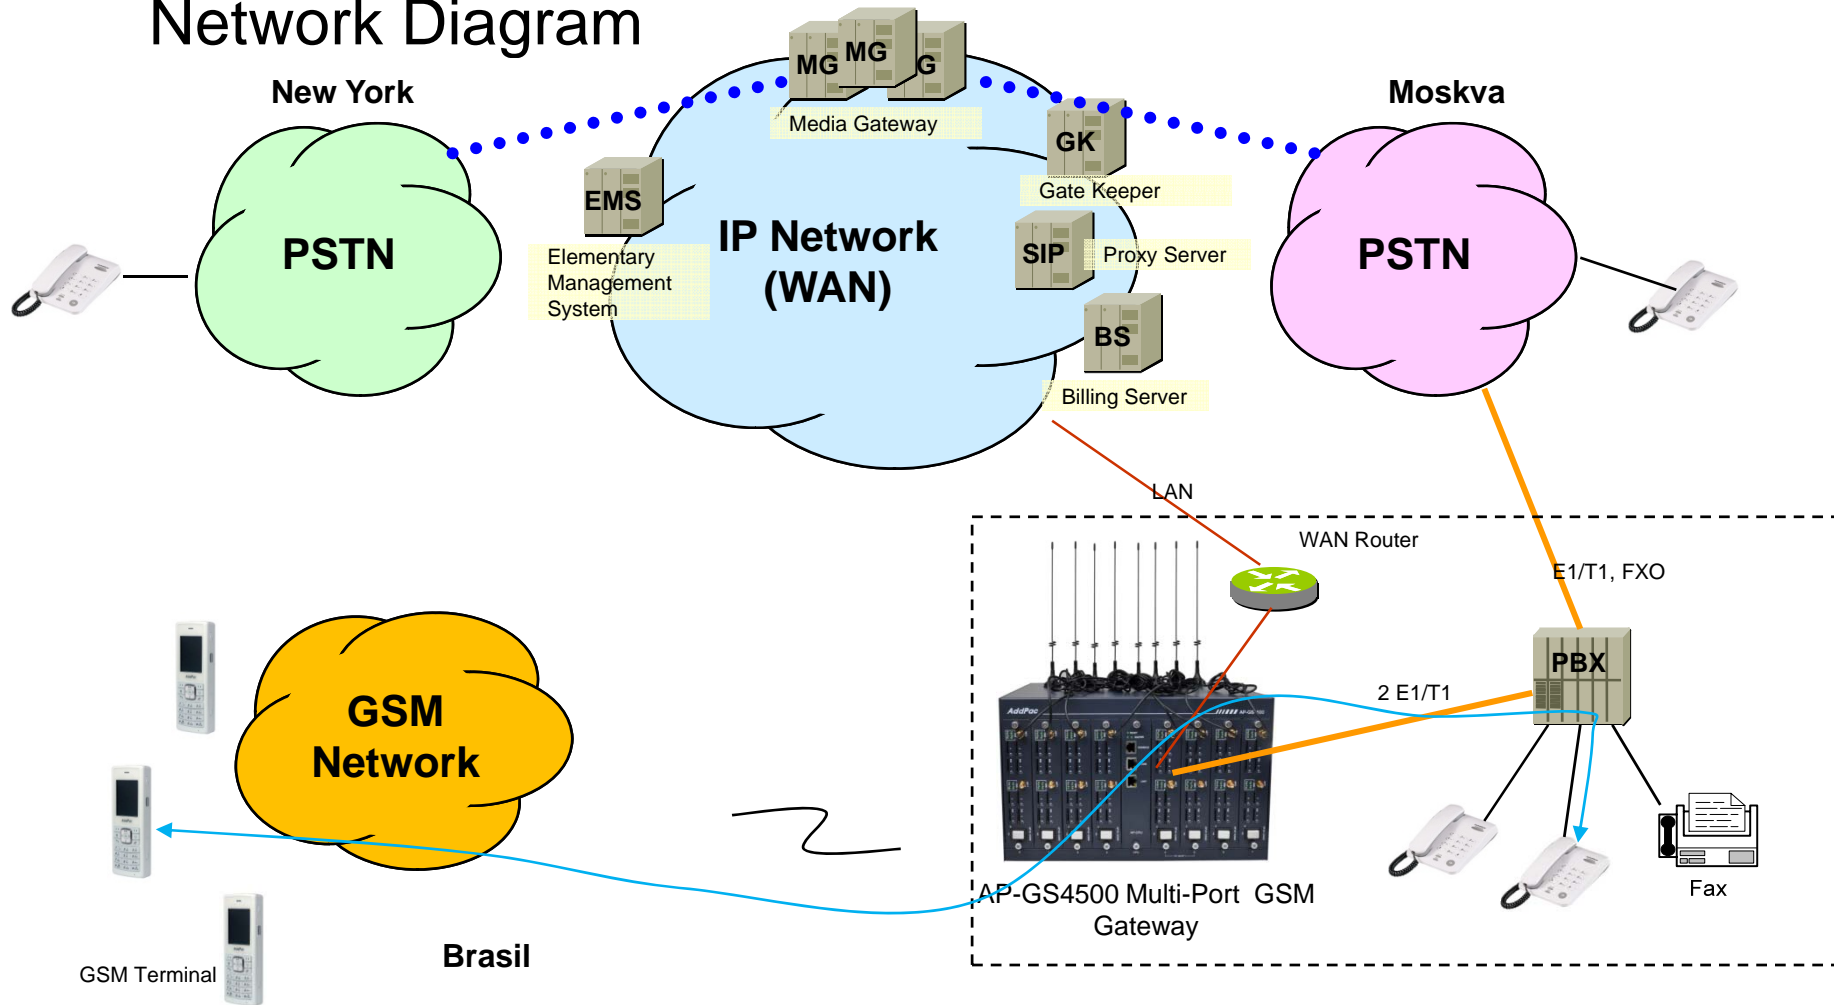 Network Diagram
New York
MG
MG
G
Media Gateway
Moskva
GK
Gate Keeper
EMS
Elementary
Management
System
PSTN
IP Network
(WAN)
SIP
Proxy Server
PSTN
BS
Billing Server
LAN
WAN Router
E1/T1, FXO
PBX
2 E1/T1
GSM
Network
AddPac
AP-GS4500 Multi-Port GSM
Gateway
Fax
Brasil
GSM Terminal